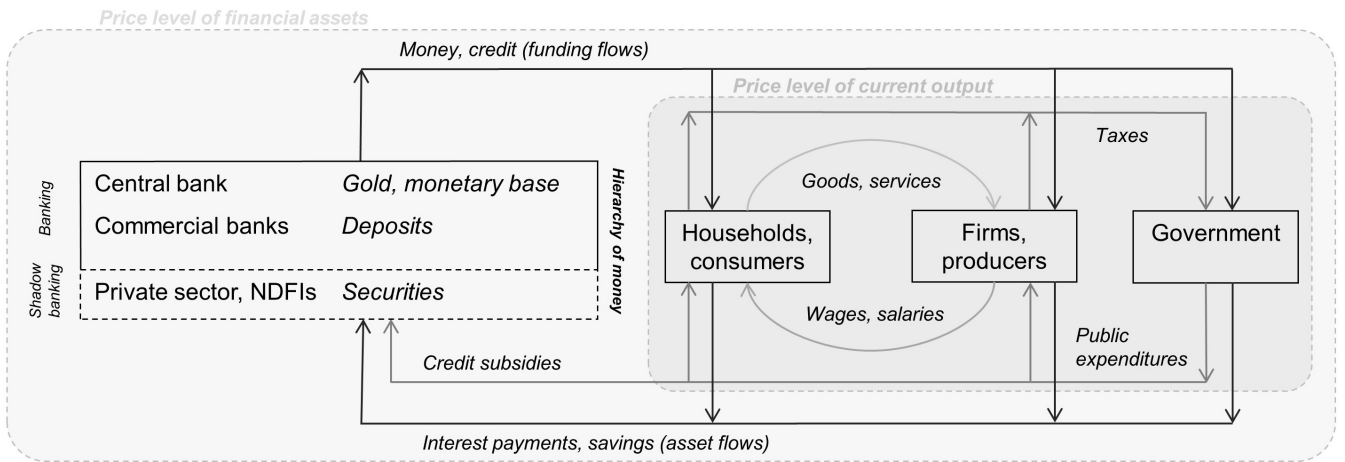 Price level of financial assets
Money, credit (funding flows)
Price level of current output
Taxes
Banking
Central bank
Gold, monetary base
Commercial banks
Deposits
Shadow
banking
Private sector, NDFIs
Securities
Hierarchy of money
Goods, services
Households,
consumers
Firms,
producers
Government
Wages, salaries
Public
expenditures
Credit subsidies
Interest payments, savings (asset flows)